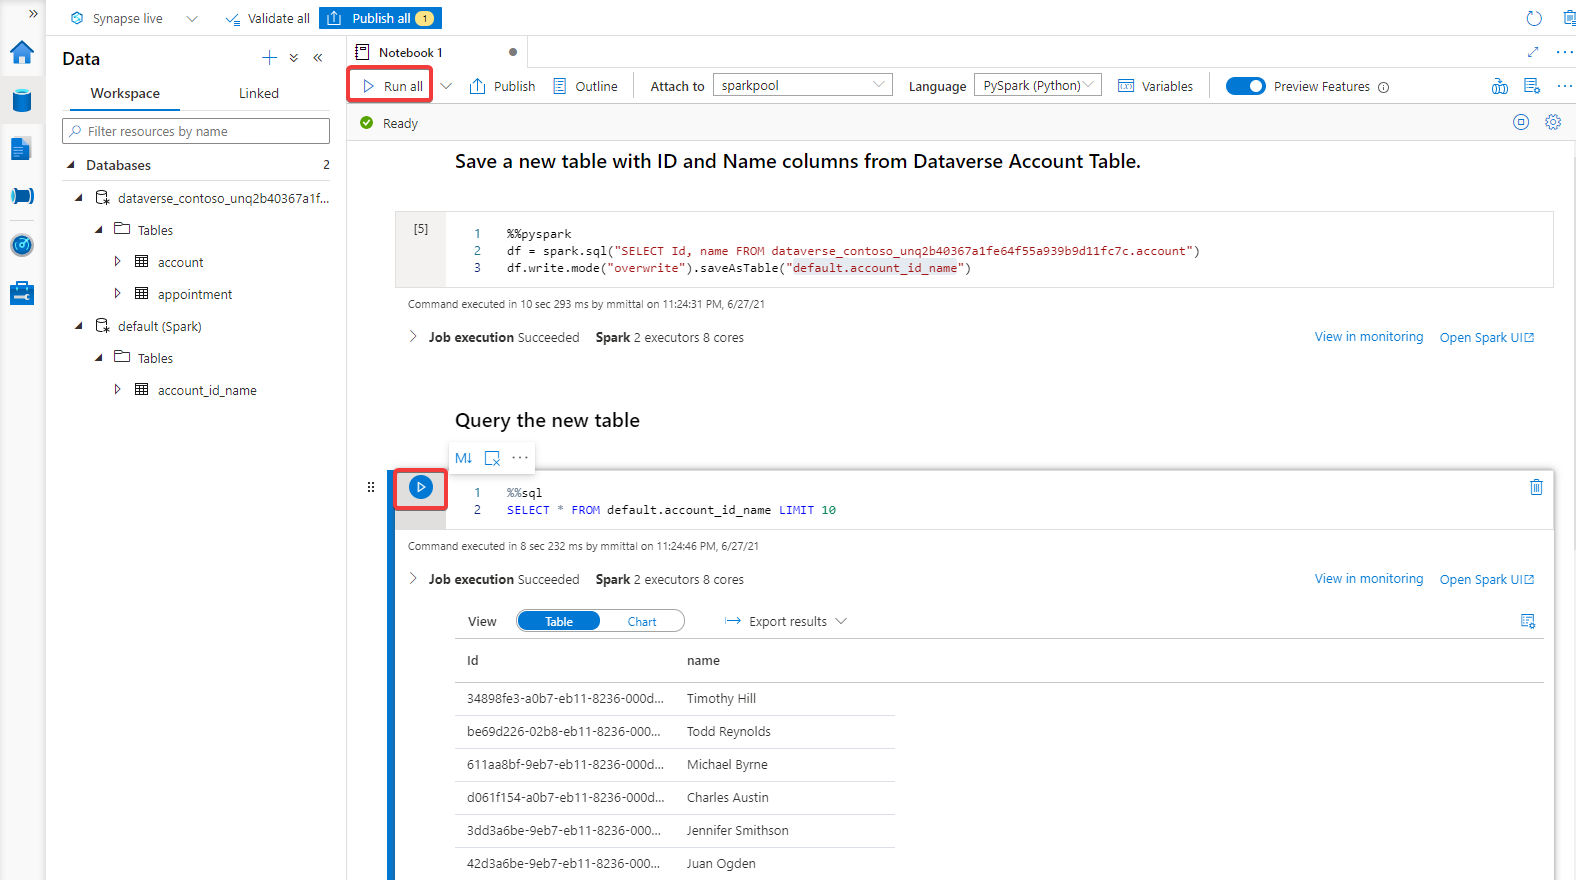 Synapse live
Validate all
Publish all 1
Data
Workspace Linked
Filter resources by name
Databases 2
dataverse_contoso_unq2b40367a1f...
Tables
account
appointment
default (Spark)
Tables
account_id_name
Notebook 1
Run all Publish Outline Attach to sparkpool Language PySpark (Python) Variables Preview Features
Ready
Save a new table with ID and Name columns from Dataverse Account Table.
[5]
1 %%pyspark
2 df = spark.sql("SELECT Id, name FROM dataverse_contoso_unq2b40367a1fe64f55a939b9d11fc7c.account")
3 df.write.mode("overwrite").saveAsTable("default.account_id_name")
Command executed in 10 sec 293 ms by mmittal on 11:24:31 PM, 6/27/21
Job execution Succeeded Spark 2 executors 8 cores View in monitoring Open Spark UI
Query the new table
M↓ ...
1 %%sql
2 SELECT * FROM default.account_id_name LIMIT 10
Command executed in 8 sec 232 ms by mmittal on 11:24:46 PM, 6/27/21
Job execution Succeeded Spark 2 executors 8 cores View in monitoring Open Spark UI
View Table Chart Export results
Id name
34898fe3-a0b7-eb11-8236-000d... Timothy Hill
be69d226-02b8-eb11-8236-000... Todd Reynolds
611aa8bf-9eb7-eb11-8236-000d... Michael Byrne
d061f154-a0b7-eb11-8236-000d... Charles Austin
3dd3a6be-9eb7-eb11-8236-000... Jennifer Smithson
42d3a6be-9eb7-eb11-8236-000... Juan Ogden